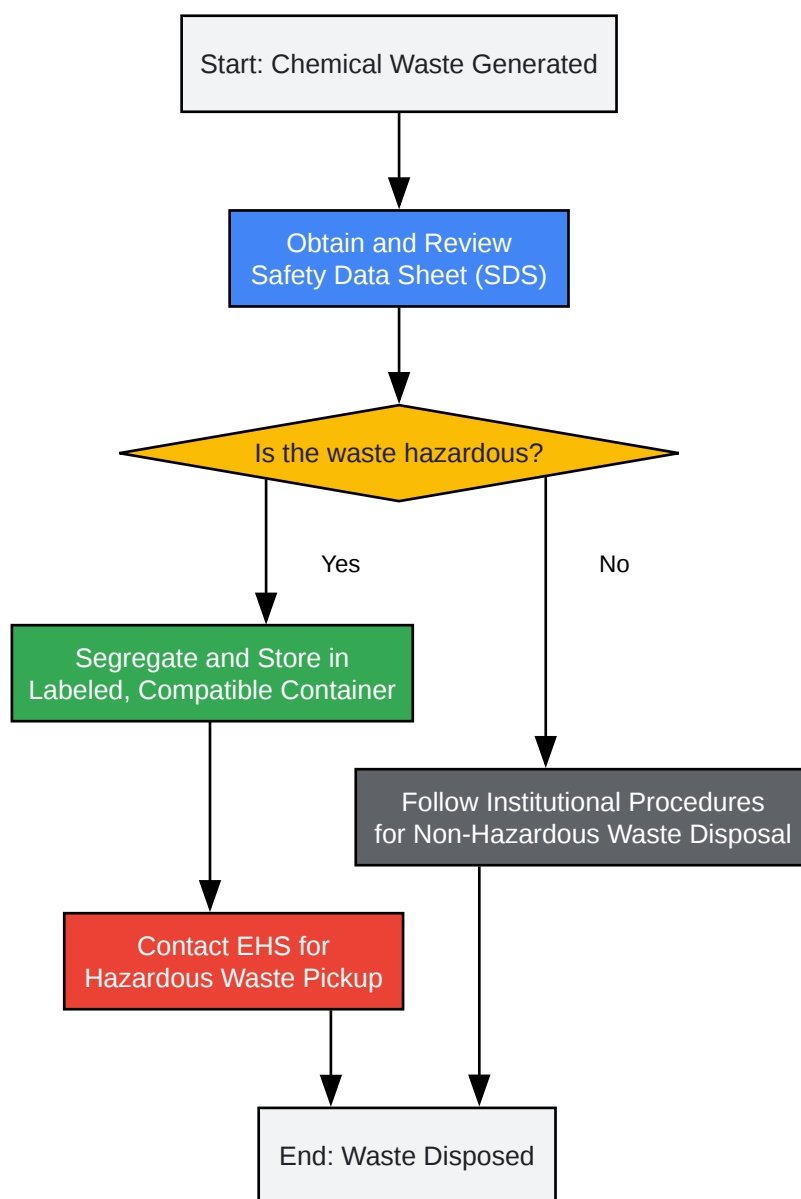 Start: Chemical Waste Generated
Obtain and Review
Safety Data Sheet (SDS)
Is the waste hazardous?
Yes
No
Segregate and Store in
Labeled, Compatible Container
Follow Institutional Procedures
for Non-Hazardous Waste Disposal
Contact EHS for
Hazardous Waste Pickup
End: Waste Disposed